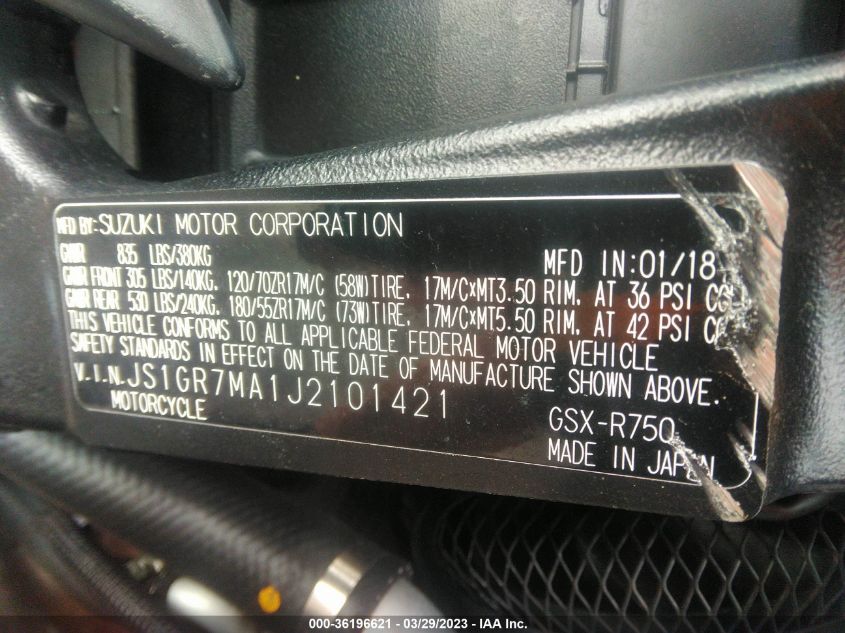 MFD BY:SUZUKI MOTOR CORPORATION
GVWR 835 LBS/380KG MFD IN:01/18
GAWR FRONT 305 LBS/140KG. 120/70ZR17M/C (58W)TIRE. 17M/C×MT3.50 RIM. AT 36 PSI
GAWR REAR 530 LBS/240KG. 180/55ZR17M/C (73W)TIRE. 17M/C×MT5.50 RIM. AT 42 PSI
THIS VEHICLE CONFORMS TO ALL APPLICABLE FEDERAL MOTOR VEHICLE
SAFETY STANDARDS IN EFFECT ON THE DATE OF MANUFACTURE SHOWN ABOVE.
V.I.N.JS1GR7MA1J2101421 GSX-R750
MOTORCYCLE MADE IN JAPAN
000-36196621 / 03/29/2023 - IAA Inc.